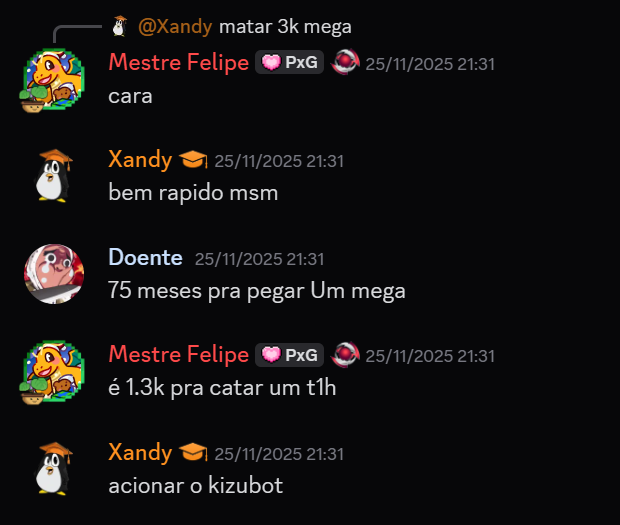 @Xandy matar 3k mega
Mestre Felipe PxG 25/11/2025 21:31
cara
Xandy 25/11/2025 21:31
bem rapido msm
Doente 25/11/2025 21:31
75 meses pra pegar Um mega
Mestre Felipe PxG 25/11/2025 21:31
é 1.3k pra catar um t1h
Xandy 25/11/2025 21:31
acionar o kizubot